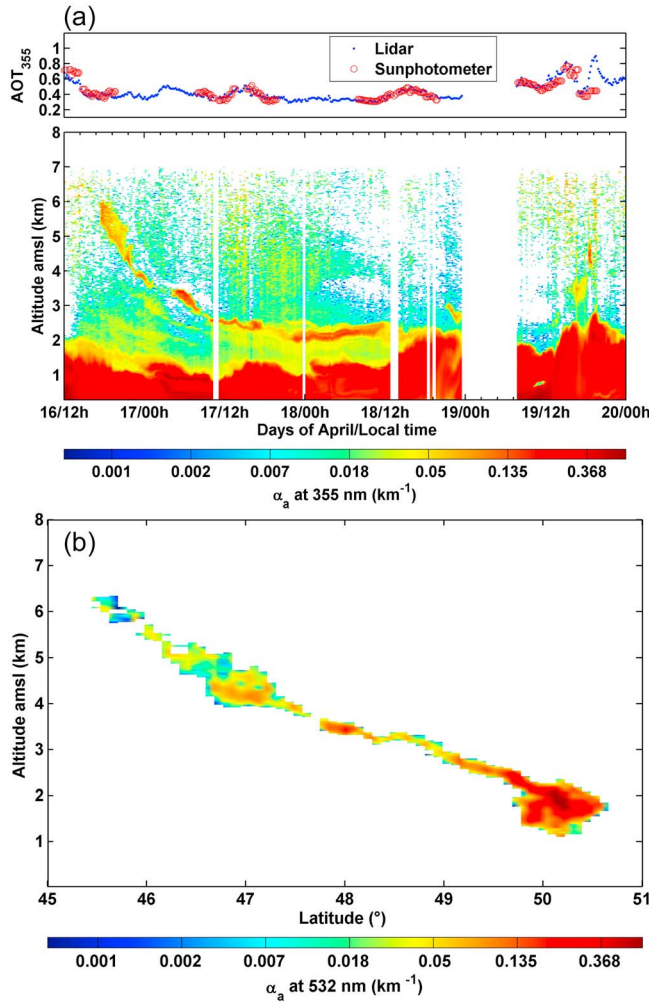 (a)
AOT355
1
0.8
0.6
0.4
0.2
Lidar
Sunphotometer
Altitude amsl (km)
8
7
6
5
4
3
2
1
16/12h 17/00h 17/12h 18/00h 18/12h 19/00h 19/12h 20/00h
Days of April/Local time
0.001 0.002 0.007 0.018 0.05 0.135 0.368
αa at 355 nm (km-1)
(b)
Altitude amsl (km)
8
7
6
5
4
3
2
1
45 46 47 48 49 50 51
Latitude (°)
0.001 0.002 0.007 0.018 0.05 0.135 0.368
αa at 532 nm (km-1)